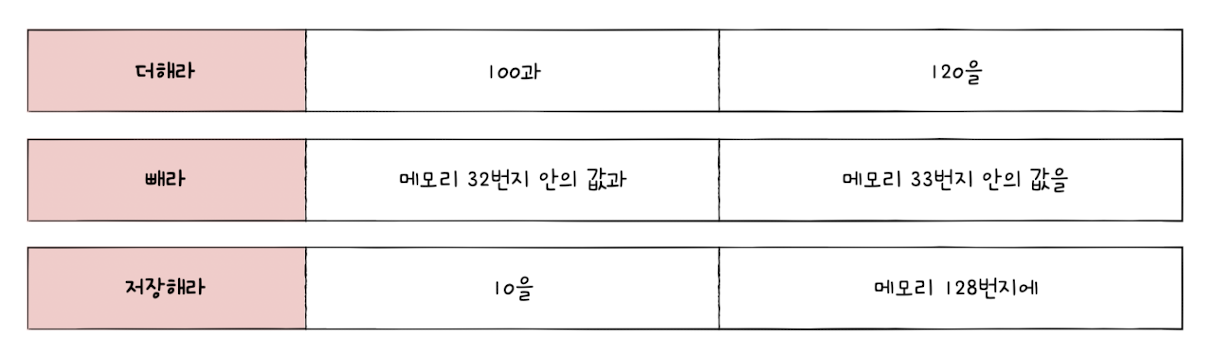 더해라 100과 120을
빼라 메모리 32번지 안의 값과 메모리 33번지 안의 값을
저장해라 10을 메모리 128번지에